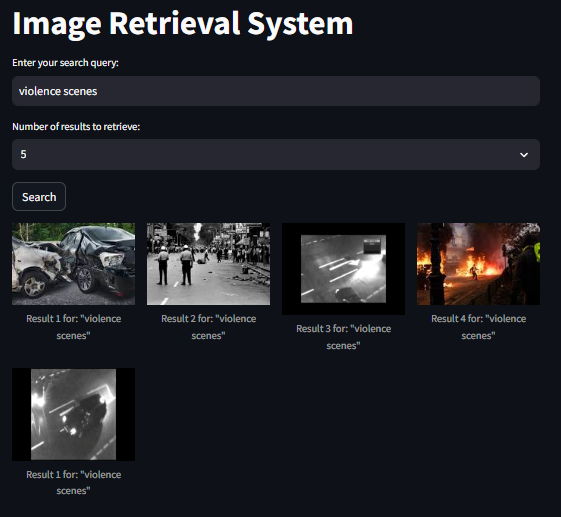 Image Retrieval System
Enter your search query:
violence scenes
Number of results to retrieve:
5
Search
Result 1 for: "violence
scenes"
Result 2 for: "violence
scenes"
Result 3 for: "violence
scenes"
Result 4 for: "violence
scenes"
Result 1 for: "violence
scenes"